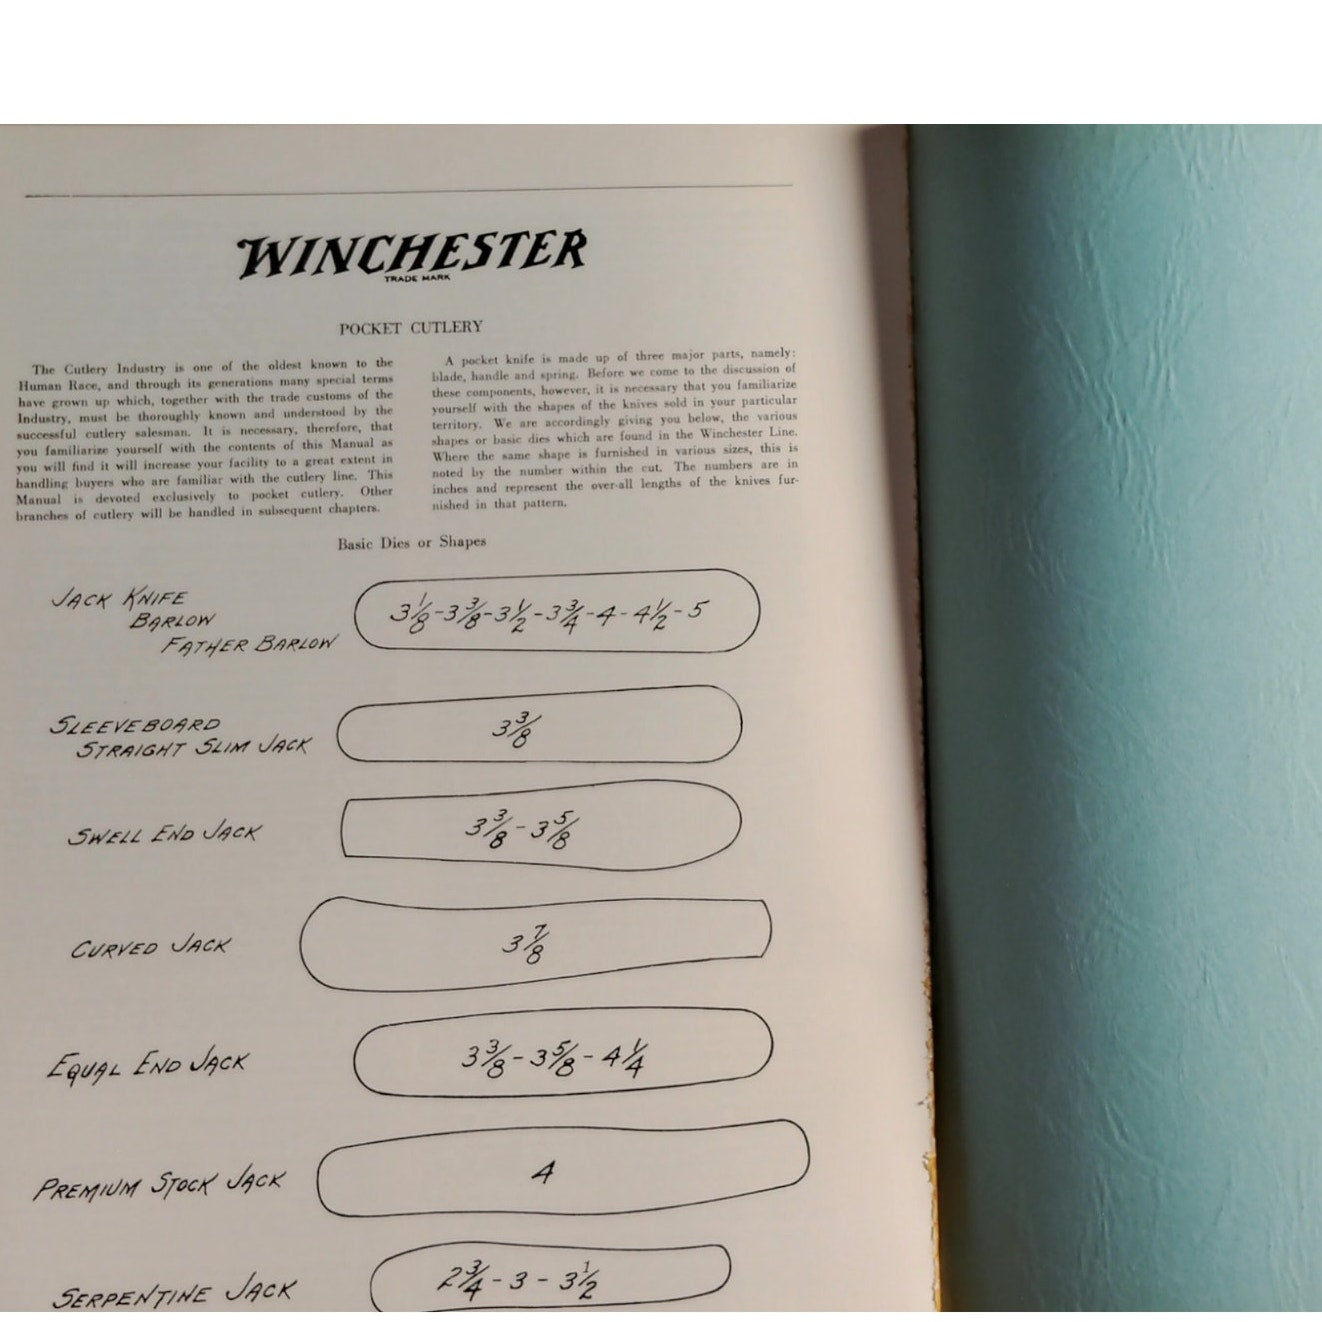 WINCHESTER
TRADE MARK
POCKET CUTLERY
The Cutlery Industry is one of the oldest known to the
Human Race, and through its generations many special terms
have grown up which, together with the trade customs of the
Industry, must be thoroughly known and understood by the
successful cutlery salesman. It is necessary, therefore, that
you familiarize yourself with the contents of this Manual as
you will find it will increase your facility to a great extent in
handling buyers who are familiar with the cutlery line. This
Manual is devoted exclusively to pocket cutlery. Other
branches of cutlery will be handled in subsequent chapters.
A pocket knife is made up of three major parts, namely:
blade, handle and spring. Before we come to the discussion of
these components, however, it is necessary that you familiarize
yourself with the shapes of the knives sold in your particular
territory. We are accordingly giving you below, the various
shapes or basic dies which are found in the Winchester Line.
Where the same shape is furnished in various sizes, this is
noted by the number within the cut. The numbers are in
inches and represent the over-all lengths of the knives fur-
nished in that pattern.
Basic Dies or Shapes
JACK KNIFE
BARLOW
FATHER BARLOW
3 1/8 - 3 3/8 - 3 1/2 - 3 3/4 - 4 - 4 1/2 - 5
SLEEVEBOARD
STRAIGHT SLIM JACK
3 3/8
SWELL END JACK
3 3/8 - 3 5/8
CURVED JACK
3 7/8
EQUAL END JACK
3 3/8 - 3 5/8 - 4 1/4
PREMIUM STOCK JACK
4
SERPENTINE JACK
2 3/4 - 3 - 3 1/2